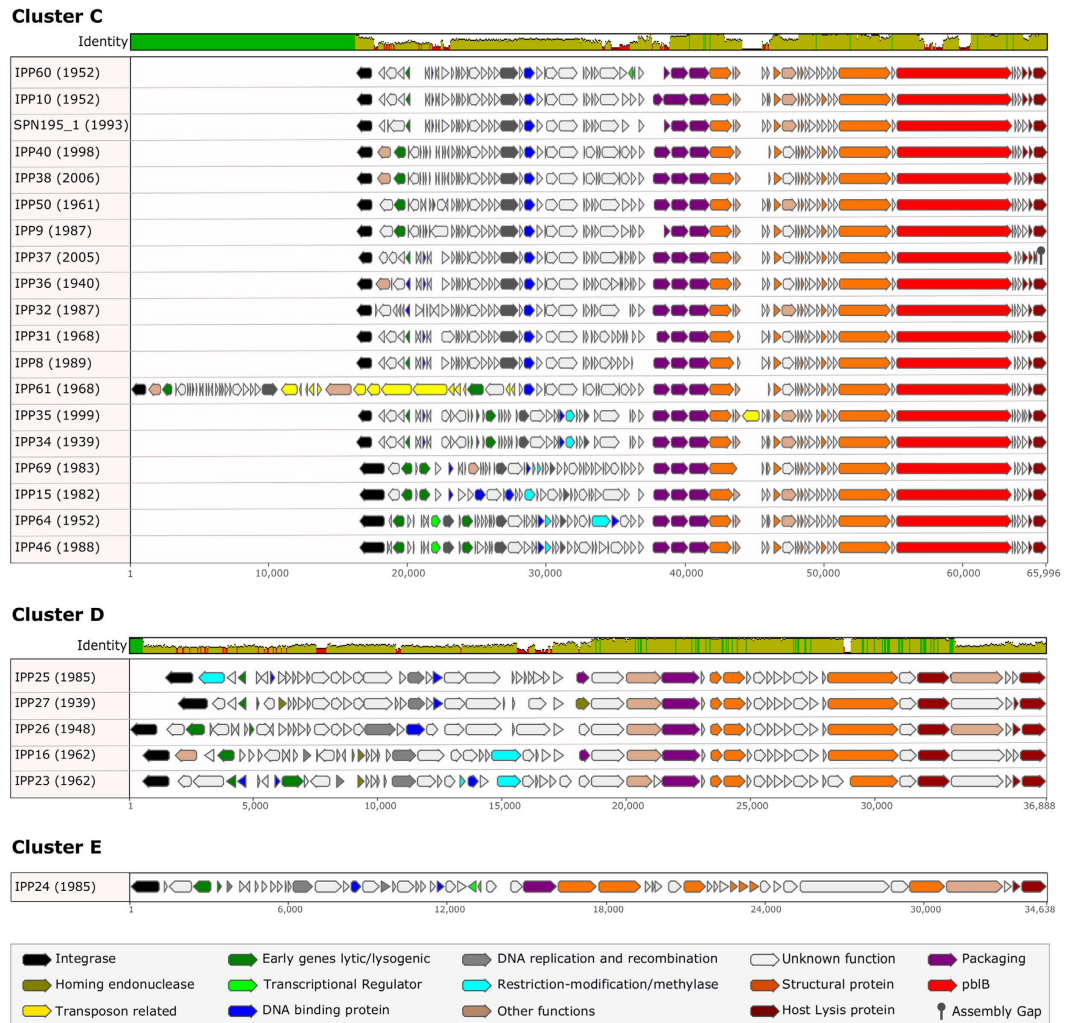 Cluster C
Identity
IPP60 (1952)
IPP10 (1952)
SPN195_1 (1993)
IPP40 (1998)
IPP38 (2006)
IPP50 (1961)
IPP9 (1987)
IPP37 (2005)
IPP36 (1940)
IPP32 (1987)
IPP31 (1968)
IPP8 (1989)
IPP61 (1968)
IPP35 (1999)
IPP34 (1939)
IPP69 (1983)
IPP15 (1982)
IPP64 (1952)
IPP46 (1988)
1 10,000 20,000 30,000 40,000 50,000 60,000 65,996
Cluster D
Identity
IPP25 (1985)
IPP27 (1939)
IPP26 (1948)
IPP16 (1962)
IPP23 (1962)
1 5,000 10,000 15,000 20,000 25,000 30,000 36,888
Cluster E
IPP24 (1985)
1 6,000 12,000 18,000 24,000 30,000 34,638
Integrase Early genes lytic/lysogenic DNA replication and recombination Unknown function Packaging
Homing endonuclease Transcriptional Regulator Restriction-modification/methylase Structural protein pblB
Transposon related DNA binding protein Other functions Host Lysis protein Assembly Gap